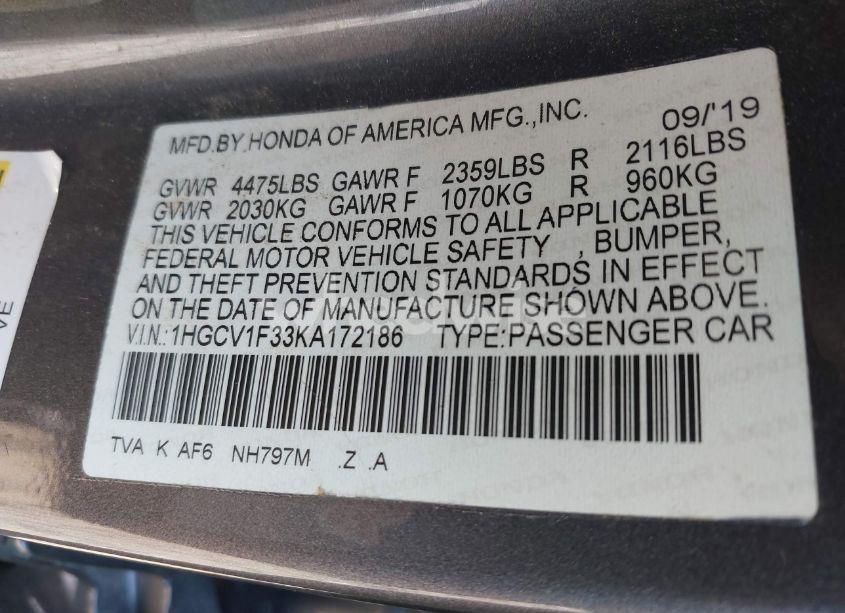 MFD.BY HONDA OF AMERICA MFG.,INC. 09/'19
GVWR 4475LBS GAWR F 2359LBS R 2116LBS
GVWR 2030KG GAWR F 1070KG R 960KG
THIS VEHICLE CONFORMS TO ALL APPLICABLE
FEDERAL MOTOR VEHICLE SAFETY , BUMPER,
AND THEFT PREVENTION STANDARDS IN EFFECT
ON THE DATE OF MANUFACTURE SHOWN ABOVE.
V.I.N.:1HGCV1F33KA172186 TYPE:PASSENGER CAR
TVA K AF6 NH797M .Z .A